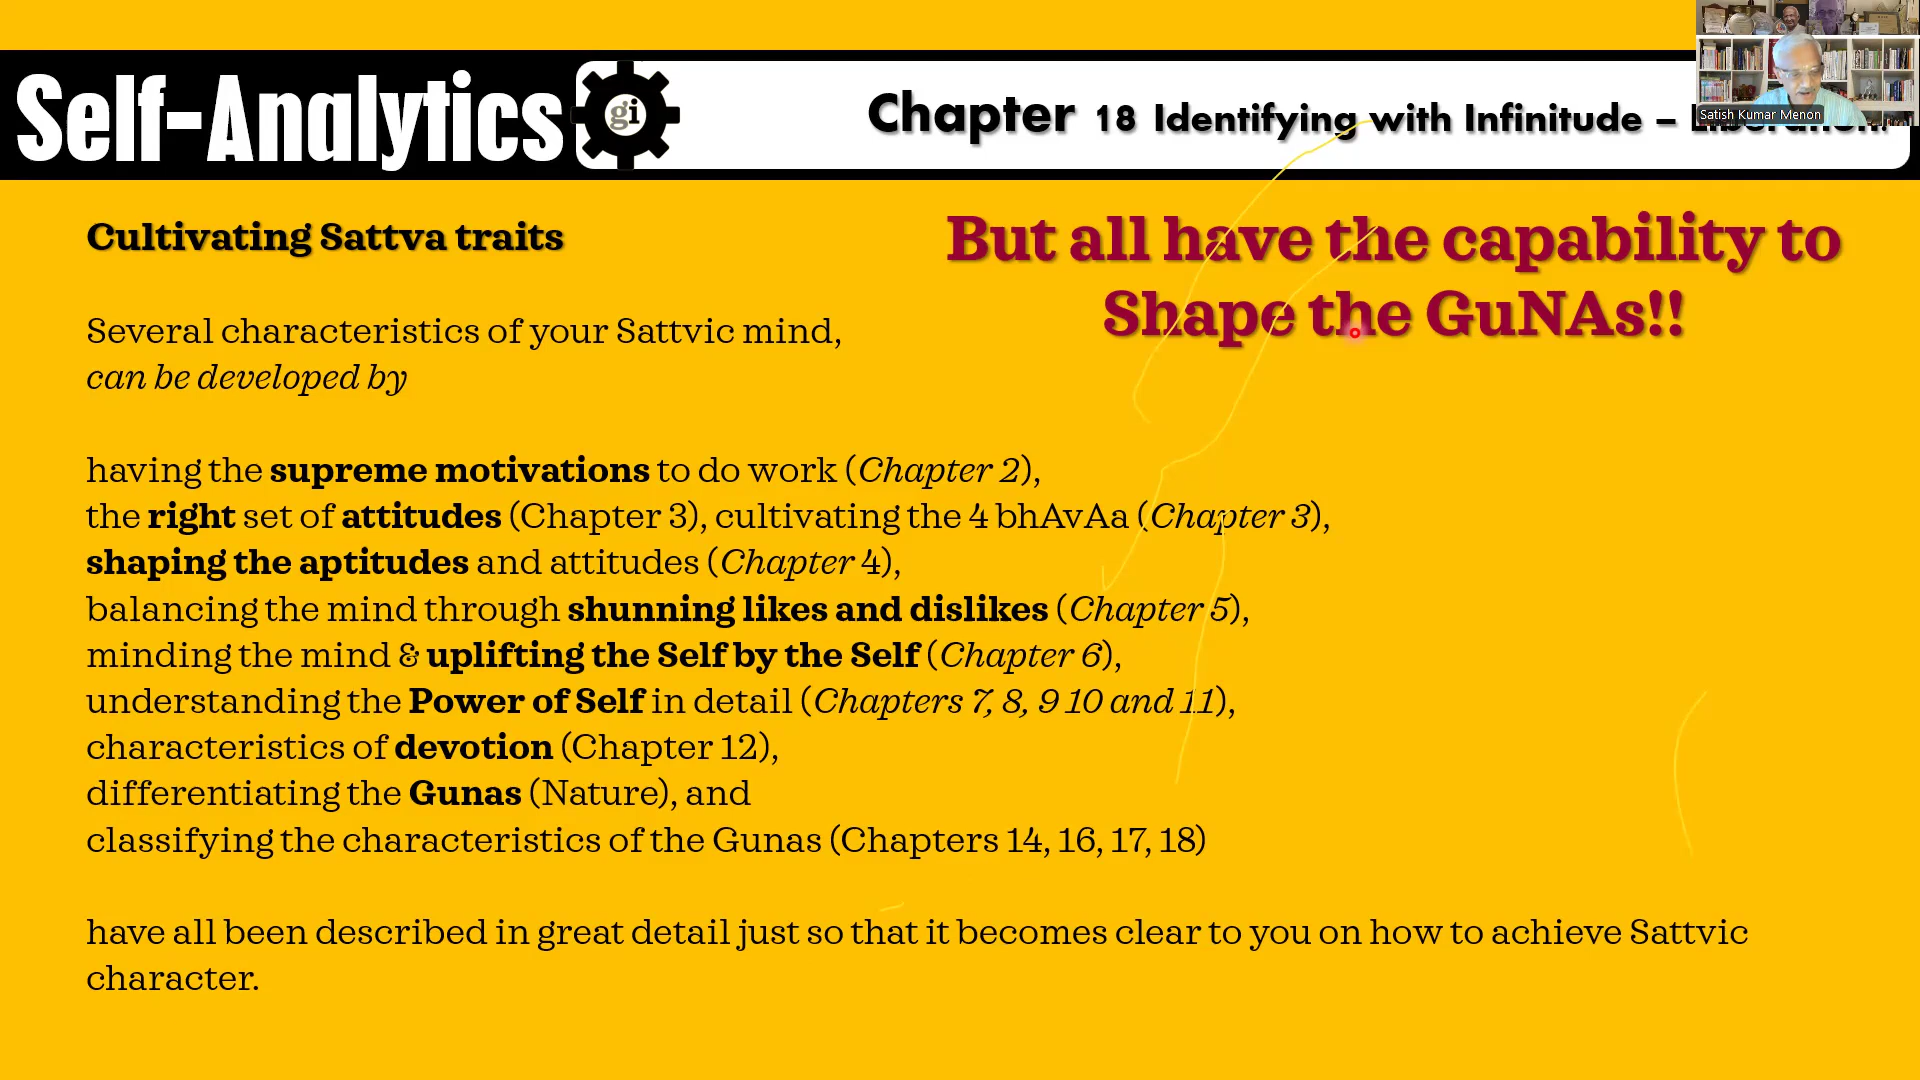 Self-Analytics
gi
Chapter 18 Identifying with Infinitude –
Satish Kumar Menon
Cultivating Sattva traits
But all have the capability to
Shape the GuNAs!!
Several characteristics of your Sattvic mind,
can be developed by
having the supreme motivations to do work (Chapter 2),
the right set of attitudes (Chapter 3), cultivating the 4 bhAvAa (Chapter 3),
shaping the aptitudes and attitudes (Chapter 4),
balancing the mind through shunning likes and dislikes (Chapter 5),
minding the mind & uplifting the Self by the Self (Chapter 6),
understanding the Power of Self in detail (Chapters 7, 8, 9 10 and 11),
characteristics of devotion (Chapter 12),
differentiating the Gunas (Nature), and
classifying the characteristics of the Gunas (Chapters 14, 16, 17, 18)
have all been described in great detail just so that it becomes clear to you on how to achieve Sattvic
character.